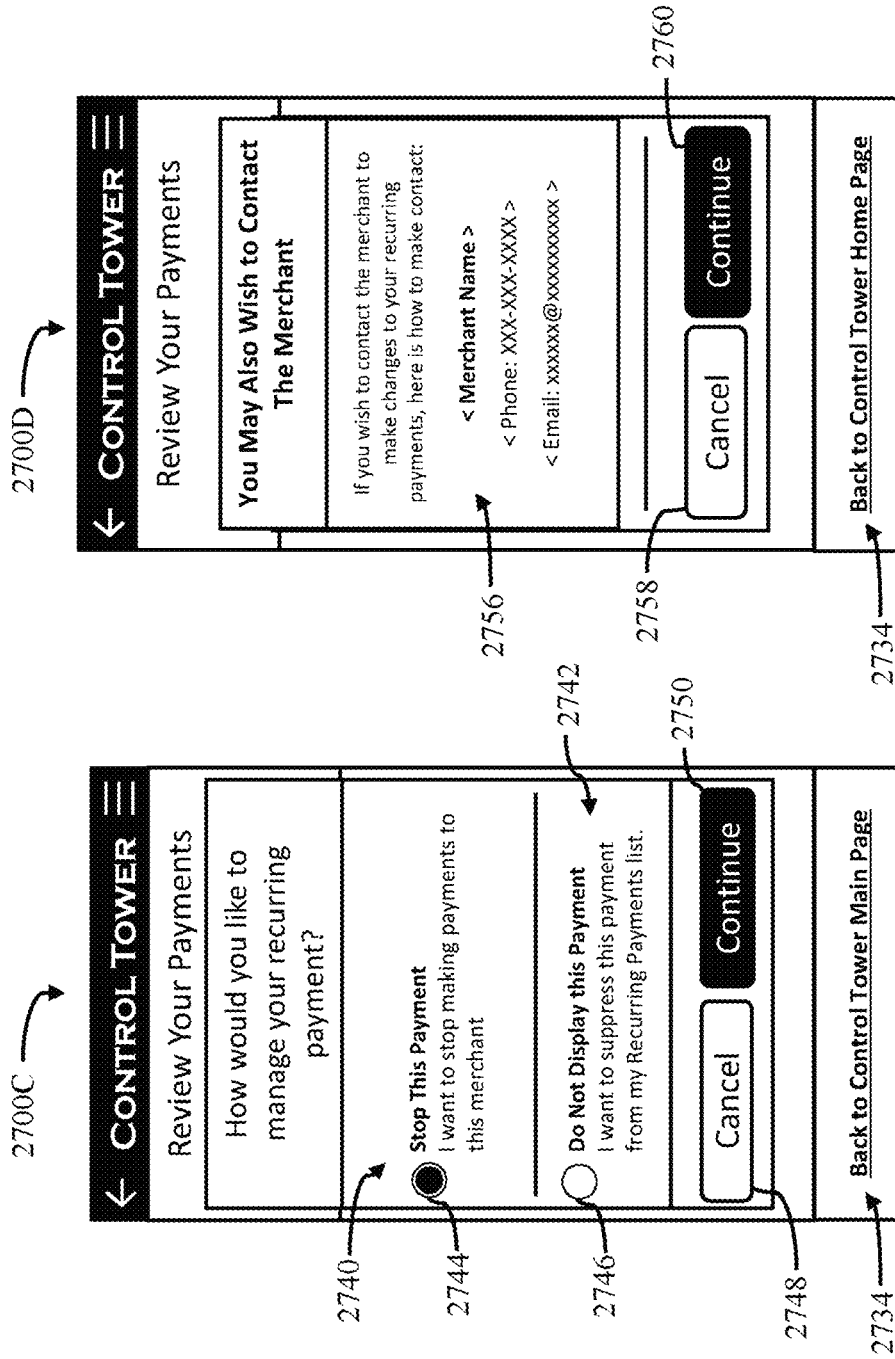 2700C
← CONTROL TOWER
Review Your Payments
How would you like to
manage your recurring
payment?
2740
Stop This Payment
I want to stop making payments to
this merchant
2744
2742
Do Not Display this Payment
I want to suppress this payment
from my Recurring Payments list.
2746
2750
Cancel
Continue
2748
Back to Control Tower Main Page
2734
2700D
← CONTROL TOWER
Review Your Payments
You May Also Wish to Contact
The Merchant
If you wish to contact the merchant to
make changes to your recurring
payments, here is how to make contact:
< Merchant Name >
2756
< Phone: XXX-XXX-XXXX >
< Email: xxxxxx@xxxxxxxxxx >
2760
Cancel
Continue
2758
Back to Control Tower Home Page
2734